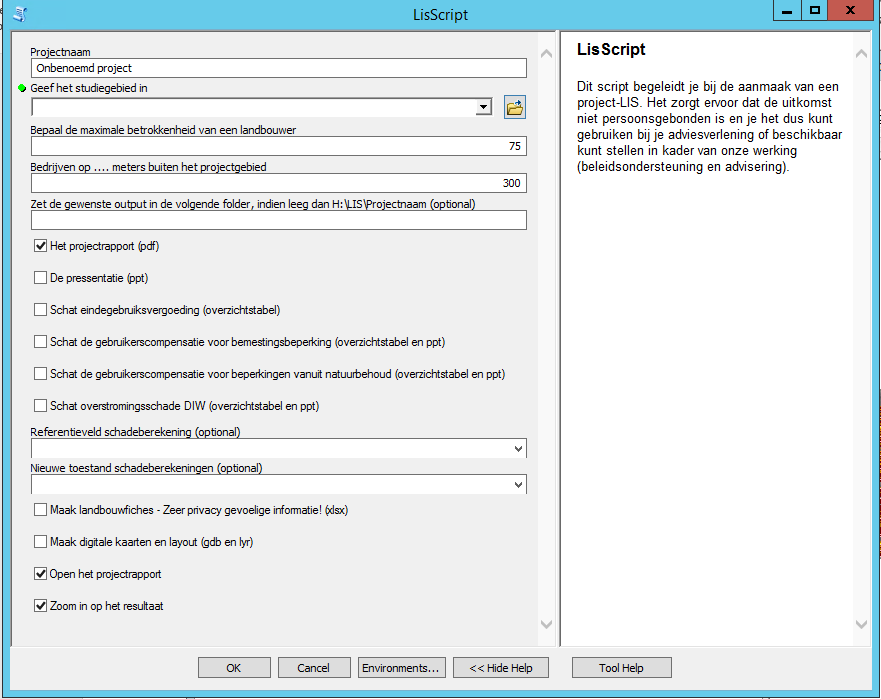 LisScript
Projectnaam
Onbenoemd project
Geef het studiegebied in
Bepaal de maximale betrokkenheid van een landbouwer
75
Bedrijven op .... meters buiten het projectgebied
300
Zet de gewenste output in de volgende folder, indien leeg dan H:\LIS\Projectnaam (optional)
Het projectrapport (pdf)
De pressentatie (ppt)
Schat eindegebruiksvergoeding (overzichtstabel)
Schat de gebruikerscompensatie voor bemestingsbeperking (overzichtstabel en ppt)
Schat de gebruikerscompensatie voor beperkingen vanuit natuurbehoud (overzichtstabel en ppt)
Schat overstromingsschade DIW (overzichtstabel en ppt)
Referentieveld schadeberekening (optional)
Nieuwe toestand schadeberekeningen (optional)
Maak landbouwfiches - Zeer privacy gevoelige informatie! (xlsx)
Maak digitale kaarten en layout (gdb en lyr)
Open het projectrapport
Zoom in op het resultaat
LisScript
Dit script begeleidt je bij de aanmaak van een
project-LIS. Het zorgt ervoor dat de uitkomst
niet persoonsgebonden is en je het dus kunt
gebruiken bij je adviesverlening of beschikbaar
kunt stellen in kader van onze werking
(beleidsondersteuning en advisering).
OK
Cancel
Environments...
<< Hide Help
Tool Help